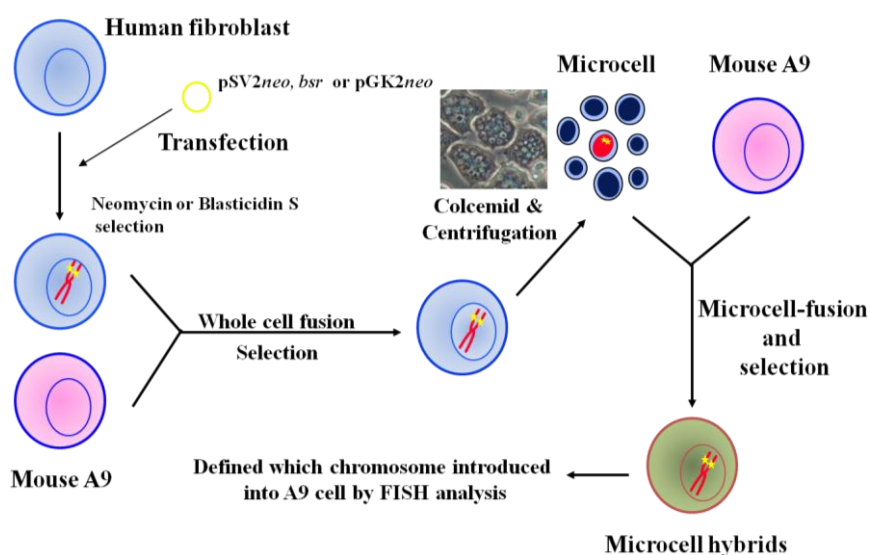 Human fibroblast
pSV2neo, bsr or pGK2neo
Transfection
Neomycin or Blasticidin S
selection
Mouse A9
Whole cell fusion
Selection
Colcemid &
Centrifugation
Microcell
Mouse A9
Microcell-fusion
and
selection
Microcell hybrids
Defined which chromosome introduced
into A9 cell by FISH analysis